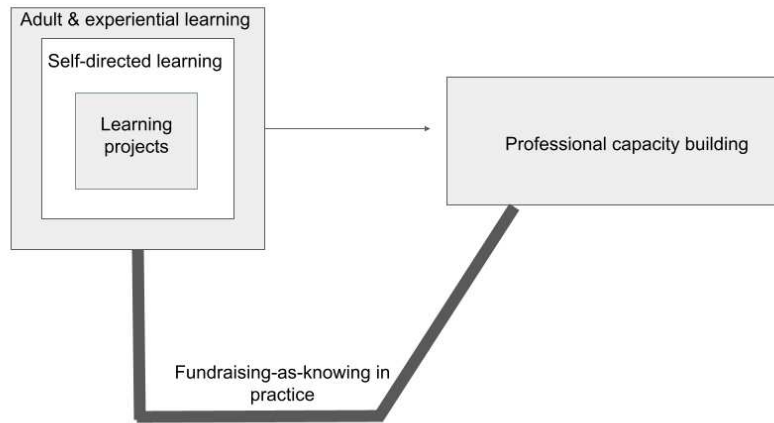 Adult & experiential learning
Self-directed learning
Learning
projects
Professional capacity building
Fundraising-as-knowing in
practice